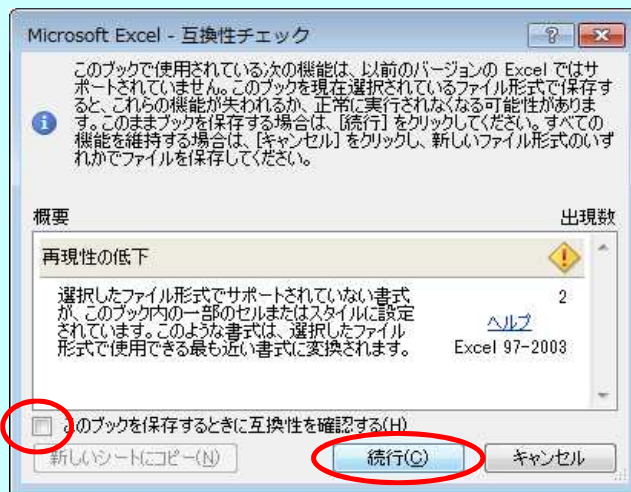 Microsoft Excel - 互換性チェック
このブックで使用されている次の機能は、以前のバージョンの Excel ではサ
ポートされていません。このブックを現在選択されているファイル形式で保存す
ると、これらの機能が失われるか、正常に実行されなくなる可能性がありま
す。このままブックを保存する場合は、[続行] をクリックしてください。すべての
機能を維持する場合は、[キャンセル] をクリックし、新しいファイル形式のいず
れかでファイルを保存してください。
概要 出現数
再現性の低下
選択したファイル形式でサポートされていない書式 2
が、このブック内の一部のセルまたはスタイルに設定
されています。このような書式は、選択したファイル ヘルプ
形式で使用できる最も近い書式に変換されます。 Excel 97-2003
このブックを保存するときに互換性を確認する(H)
新しいシートにコピー(N) 続行(C) キャンセル